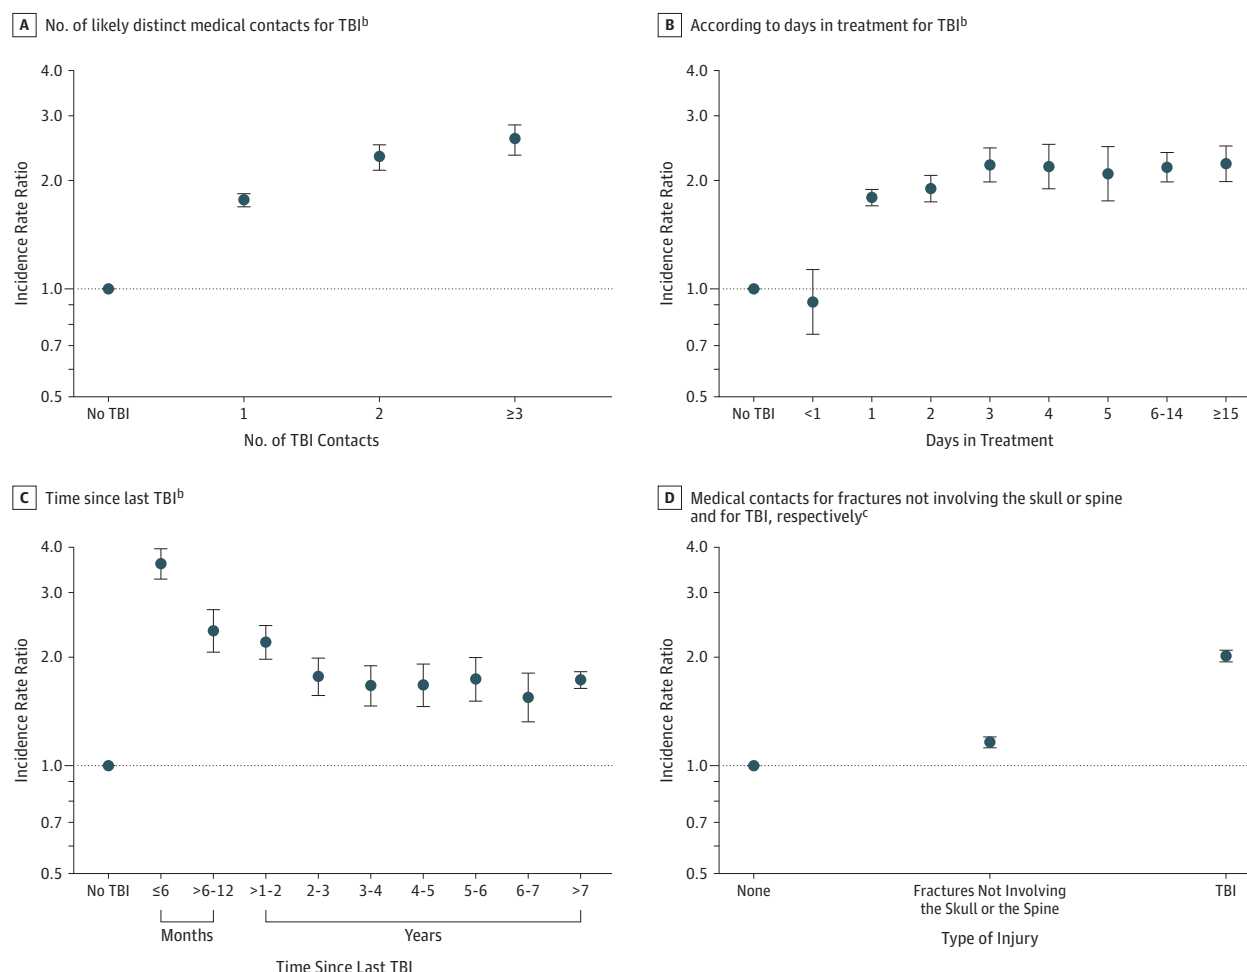 A No. of likely distinct medical contacts for TBIb
4.0
3.0
2.0
1.0
0.7
0.5
Incidence Rate Ratio
No TBI 1 2 ≥3
No. of TBI Contacts
B According to days in treatment for TBIb
4.0
3.0
2.0
1.0
0.7
0.5
Incidence Rate Ratio
No TBI <1 1 2 3 4 5 6-14 ≥15
Days in Treatment
C Time since last TBIb
4.0
3.0
2.0
1.0
0.7
0.5
Incidence Rate Ratio
No TBI ≤6 >6-12 >1-2 2-3 3-4 4-5 5-6 6-7 >7
Months Years
Time Since Last TBI
D Medical contacts for fractures not involving the skull or spine
and for TBI, respectivelyc
4.0
3.0
2.0
1.0
0.7
0.5
Incidence Rate Ratio
None Fractures Not Involving TBI
the Skull or the Spine
Type of Injury